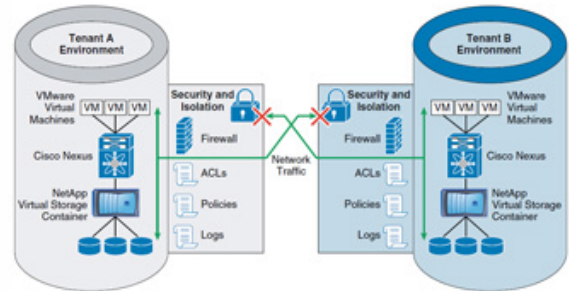 Tenant A
Environment
VMware
Virtual
Machines
VM VM VM
Cisco Nexus
NetApp
Virtual Storage
Container
Security and
Isolation
Firewall
ACLs
Policies
Logs
Network
Traffic
Security and
Isolation
Firewall
ACLs
Policies
Logs
Tenant B
Environment
VM VM VM
VMware
Virtual
Machines
Cisco Nexus
NetApp
Virtual Storage
Container